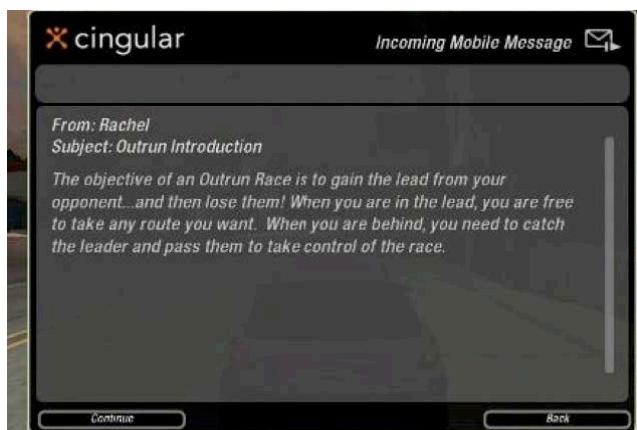 cingular
Incoming Mobile Message
From: Rachel
Subject: Outrun Introduction
The objective of an Outrun Race is to gain the lead from your
opponent...and then lose them! When you are in the lead, you are free
to take any route you want. When you are behind, you need to catch
the leader and pass them to take control of the race.
Continue
Back